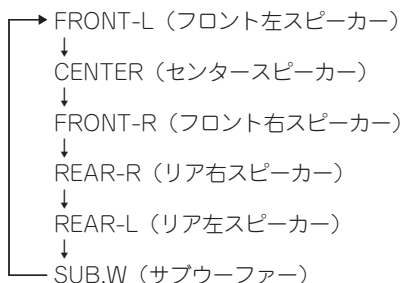 FRONT-L（フロント左スピーカー）
CENTER（センタースピーカー）
FRONT-R（フロント右スピーカー）
REAR-R（リア右スピーカー）
REAR-L（リア左スピーカー）
SUB.W（サブウーファー）